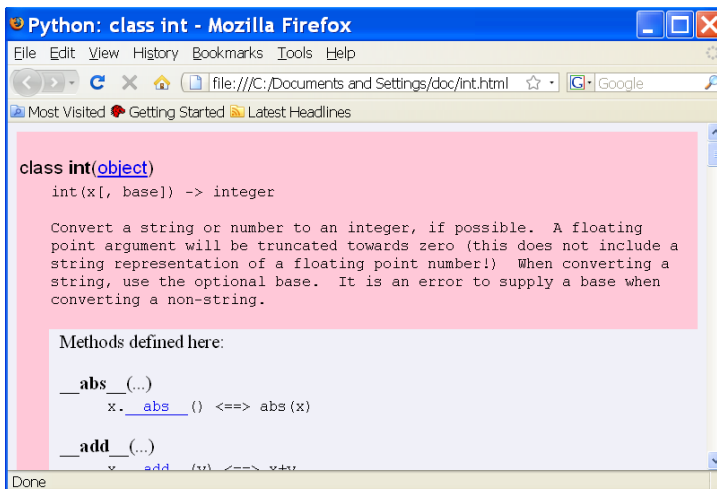 Python: class int - Mozilla Firefox
File Edit View History Bookmarks Tools Help
file:///C:/Documents and Settings/doc/int.html G Google
Most Visited Getting Started Latest Headlines
class int(object)
int(x[, base]) -> integer
Convert a string or number to an integer, if possible.  A floating
point argument will be truncated towards zero (this does not include a
string representation of a floating point number!)  When converting a
string, use the optional base.  It is an error to supply a base when
converting a non-string.
Methods defined here:
__abs__(...)
x.__abs__() <==> abs(x)
__add__(...)
x.__add__(y) <==> x+y
Done